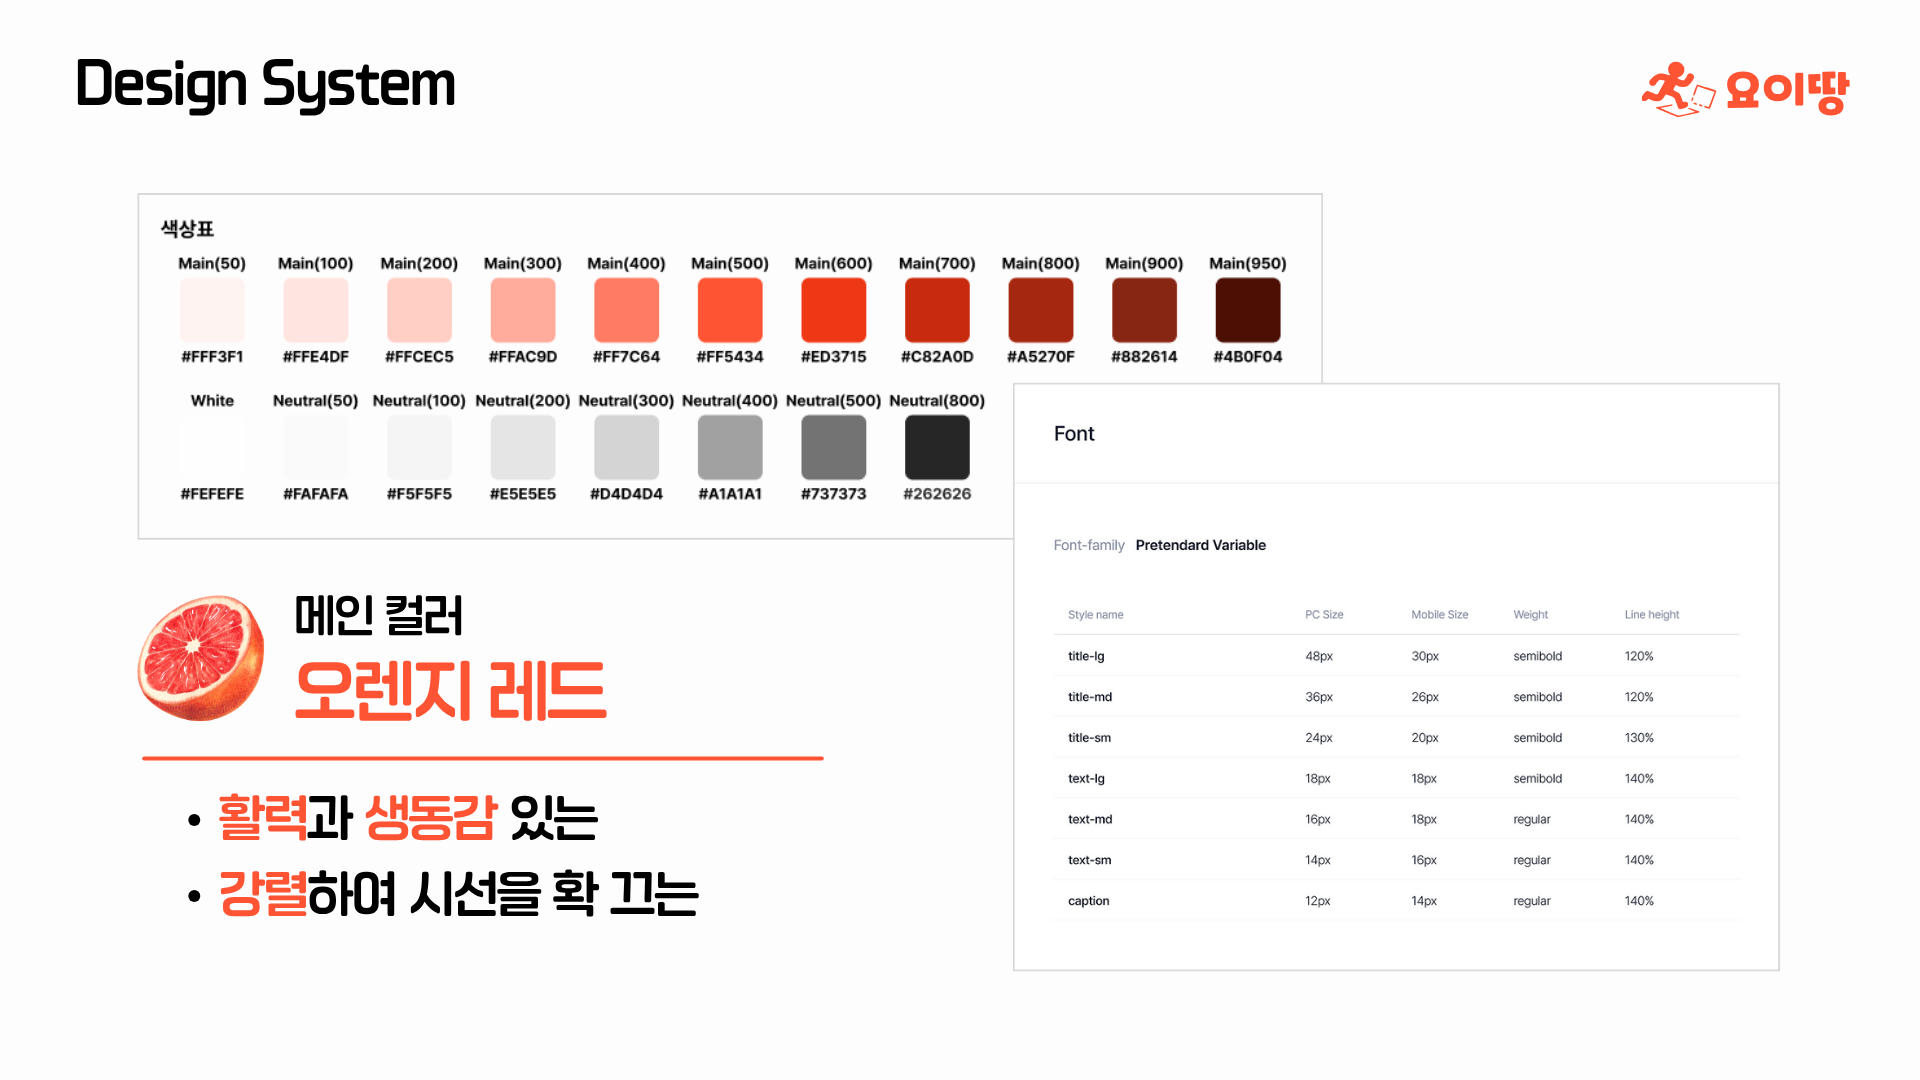 Design System
요이땅
색상표
Main(50) Main(100) Main(200) Main(300) Main(400) Main(500) Main(600) Main(700) Main(800) Main(900) Main(950)
#FFF3F1 #FFE4DF #FFCEC5 #FFAC9D #FF7C64 #FF5434 #ED3715 #C82A0D #A5270F #882614 #4B0F04
White Neutral(50) Neutral(100) Neutral(200) Neutral(300) Neutral(400) Neutral(500) Neutral(800)
#FEFEFE #FAFAFA #F5F5F5 #E5E5E5 #D4D4D4 #A1A1A1 #737373 #262626
메인 컬러
오렌지 레드
• 활력과 생동감 있는
• 강렬하여 시선을 확 끄는
Font
Font-family Pretendard Variable
Style name PC Size Mobile Size Weight Line height
title-lg 48px 30px semibold 120%
title-md 36px 26px semibold 120%
title-sm 24px 20px semibold 130%
text-lg 18px 18px semibold 140%
text-md 16px 18px regular 140%
text-sm 14px 16px regular 140%
caption 12px 14px regular 140%